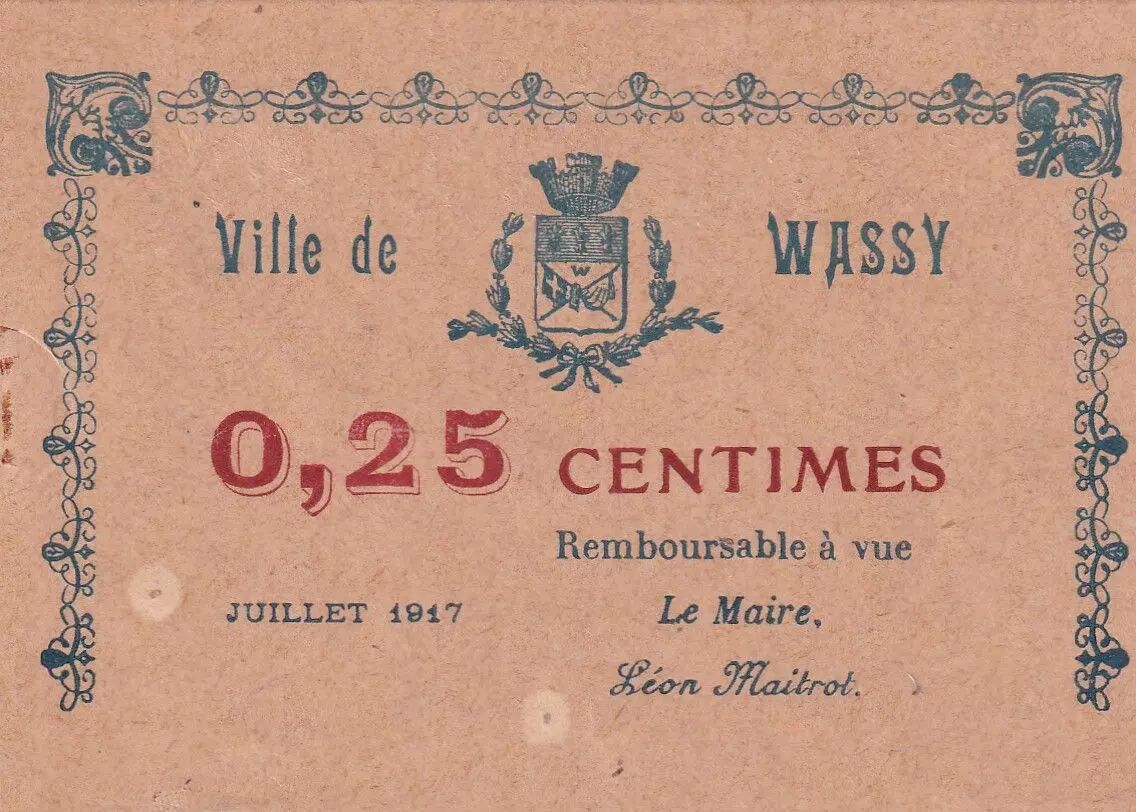 Ville de WASSY
W
0,25 CENTIMES
Remboursable à vue
JUILLET 1917 Le Maire,
Léon Maitrot.